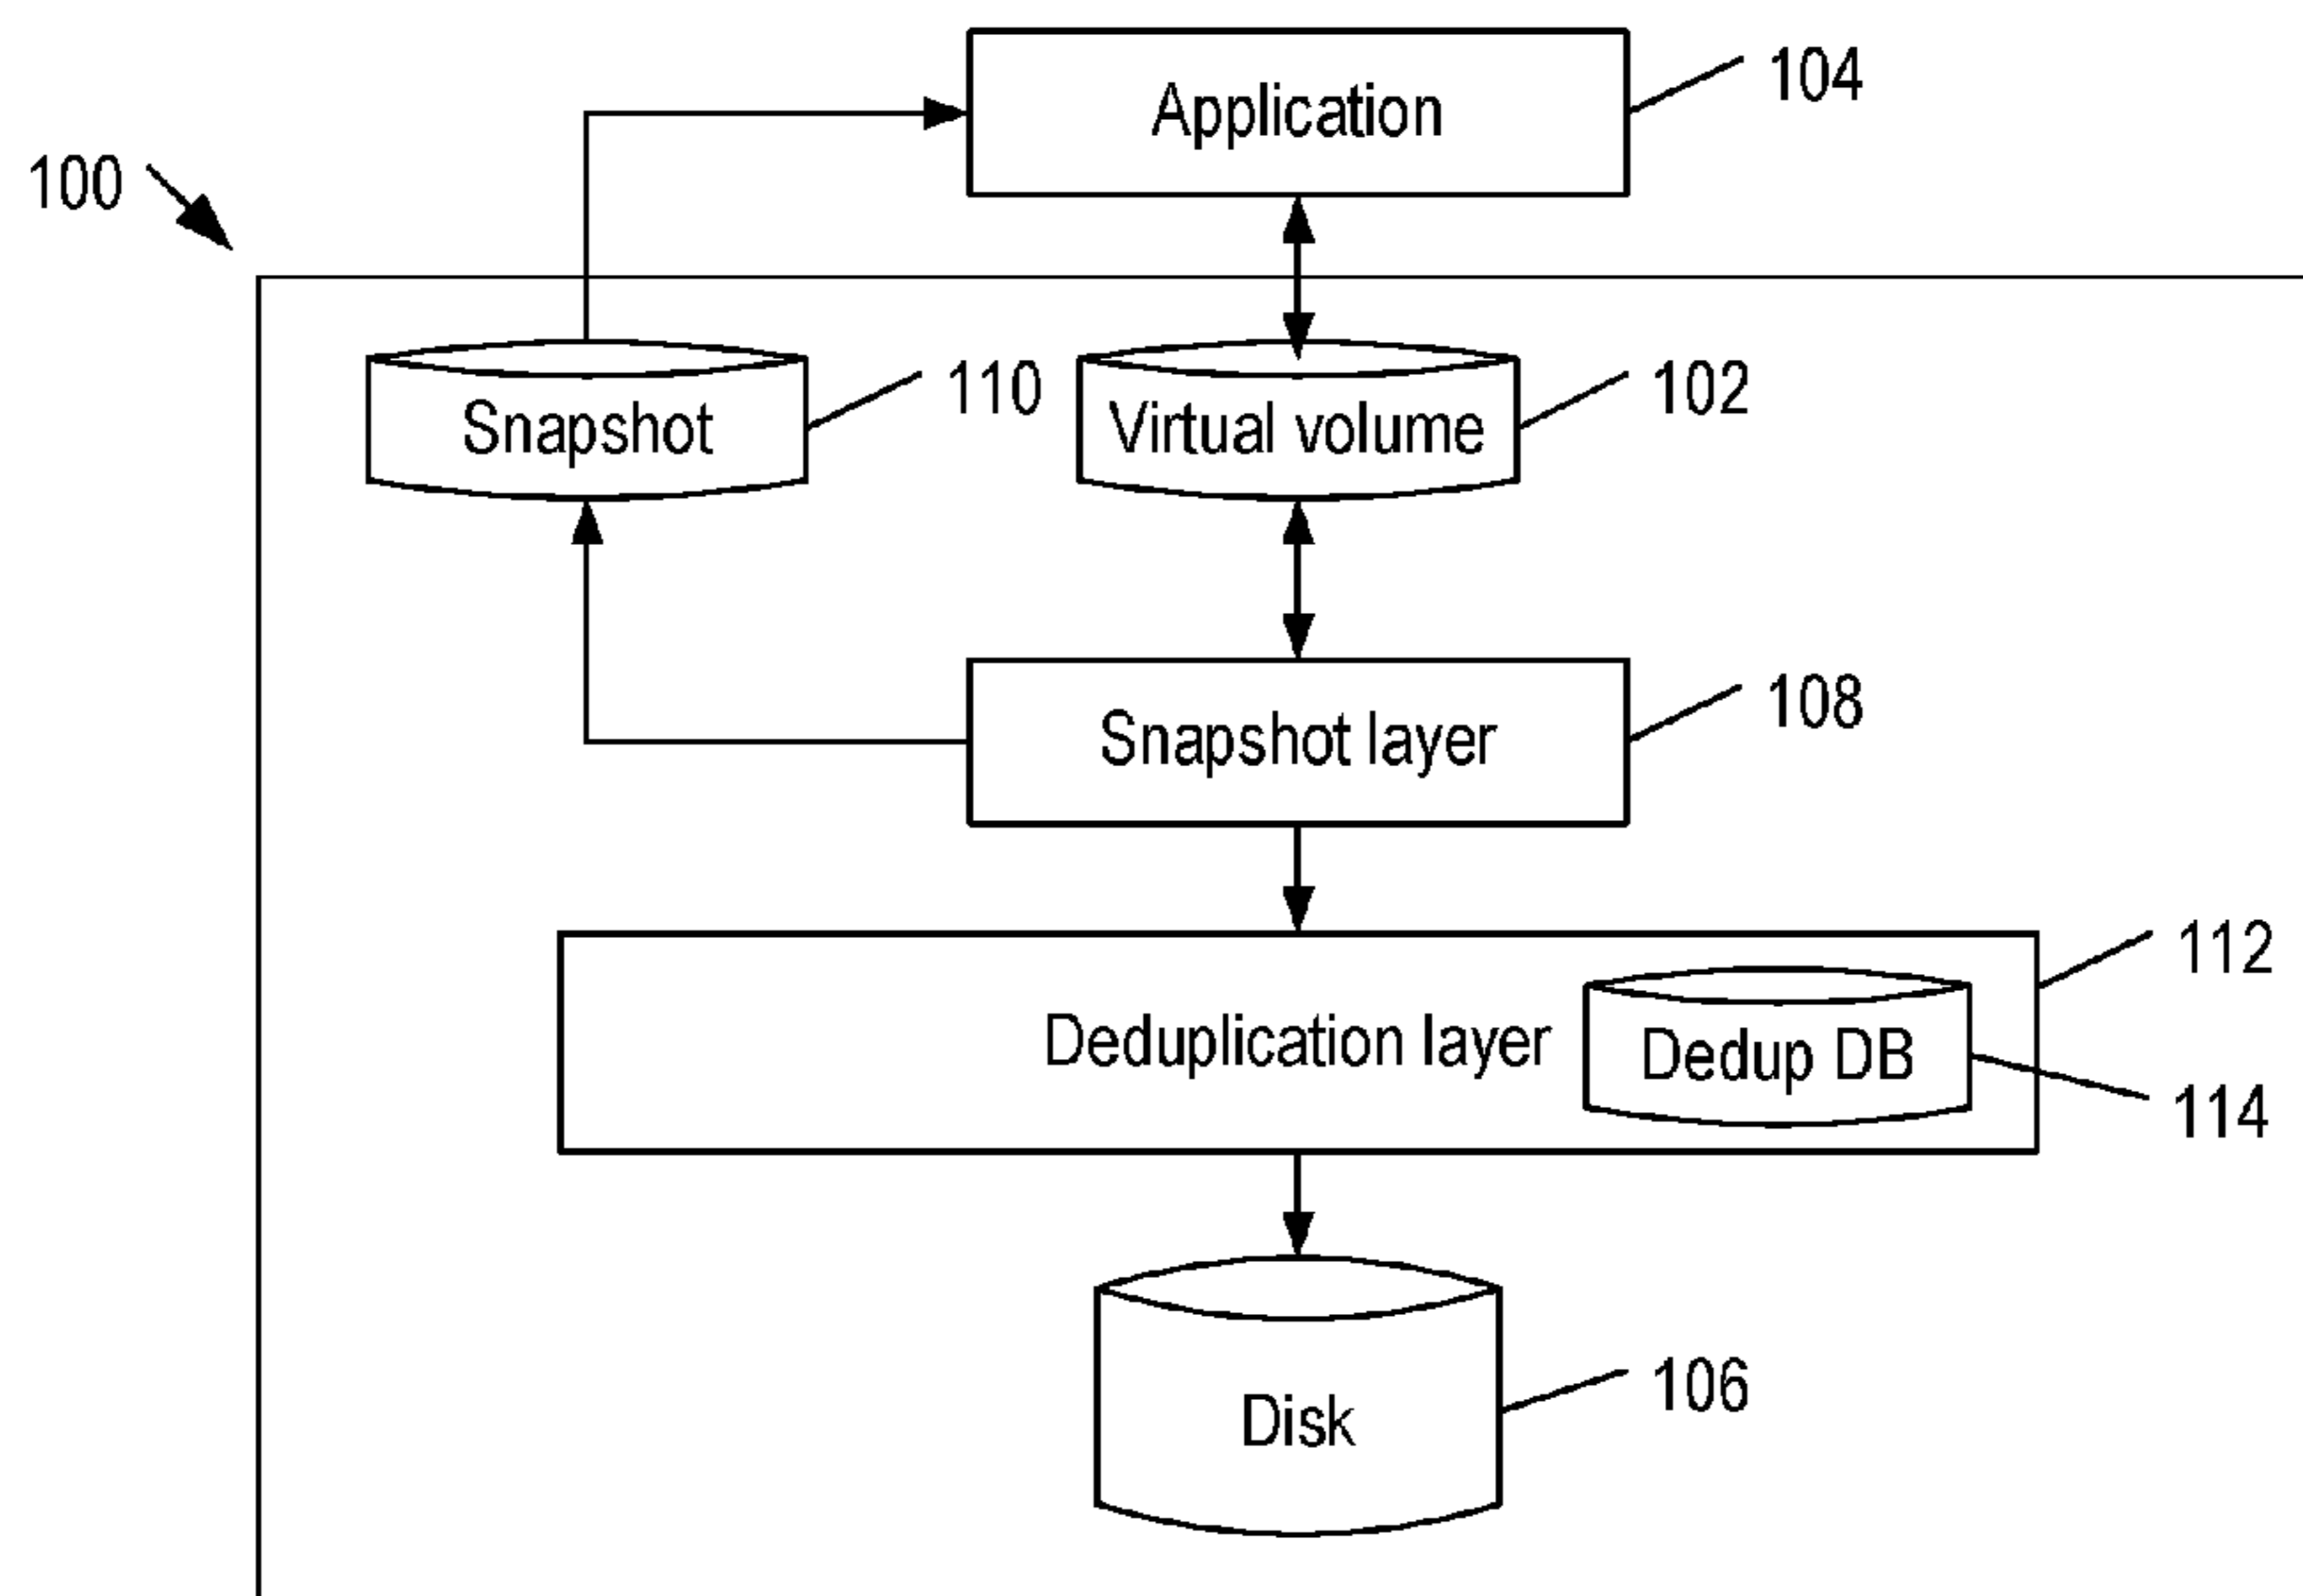 Application
104
100
Snapshot
110
Virtual volume
102
Snapshot layer
108
Deduplication layer
Dedup DB
112
114
Disk
106